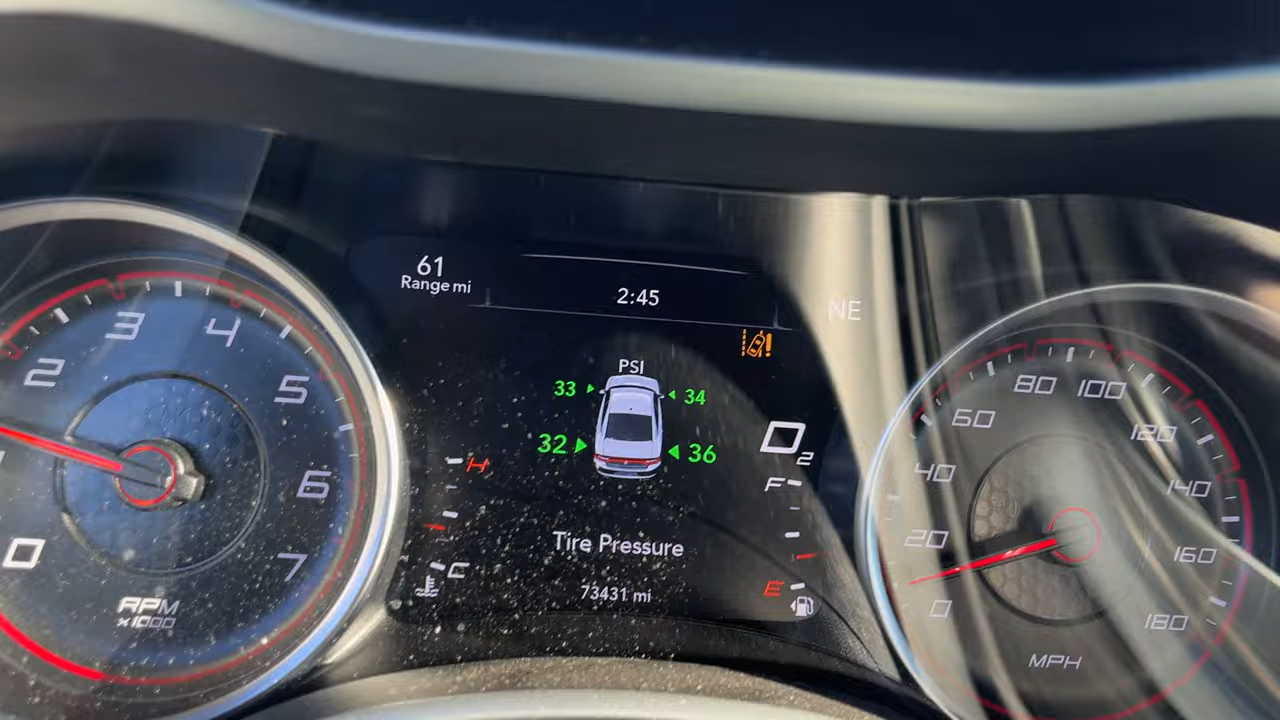 61
Range mi
2:45
NE
PSI
33 34
32 36
D2
H
F
C
E
Tire Pressure
73431 mi
0
2
3
4
5
6
7
RPM
x1000
0
20
40
60
80
100
120
140
160
180
MPH